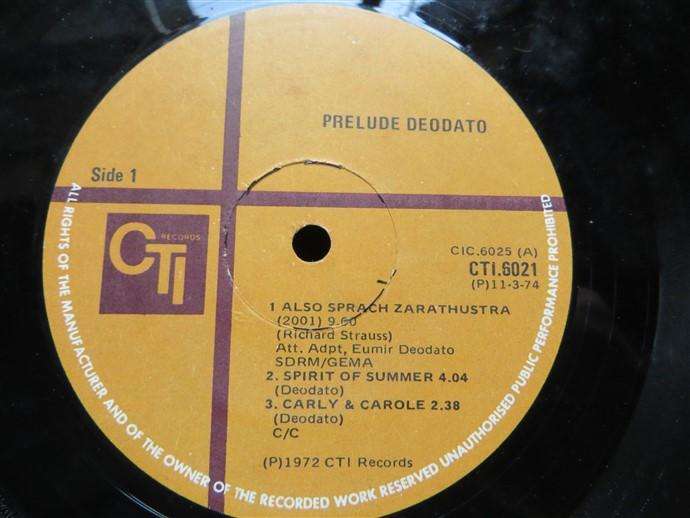 PRELUDE DEODATO
Side 1
CTI
RECORDS
CIC.6025 (A)
CTI.6021
(P)11-3-74
1 ALSO SPRACH ZARATHUSTRA
(2001) 9.00
(Richard Strauss)
Att. Adpt, Eumir Deodato
SDRM/GEMA
2. SPIRIT OF SUMMER 4.04
(Deodato)
3. CARLY & CAROLE 2.38
(Deodato)
C/C
(P)1972 CTI Records
ALL RIGHTS OF THE MANUFACTURER AND OF THE OWNER OF THE RECORDED WORK RESERVED UNAUTHORISED PUBLIC PERFORMANCE PROHIBITED